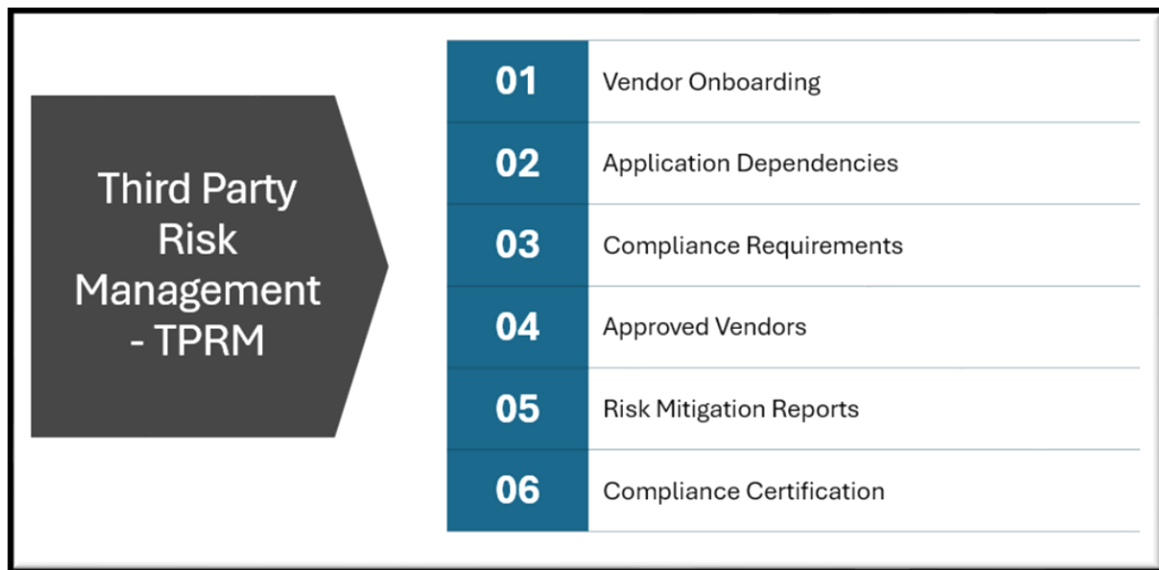 Third Party
Risk
Management
- TPRM
01 Vendor Onboarding
02 Application Dependencies
03 Compliance Requirements
04 Approved Vendors
05 Risk Mitigation Reports
06 Compliance Certification